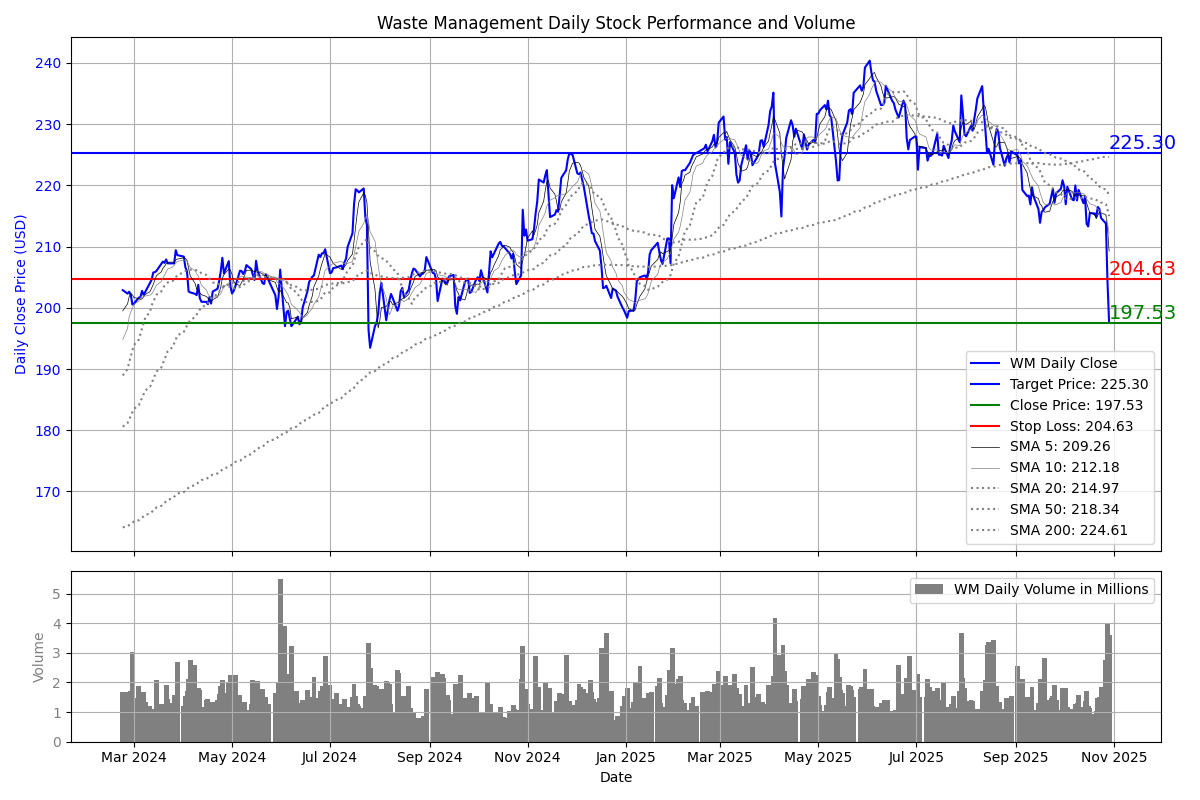 Waste Management Daily Stock Performance and Volume
Daily Close Price (USD)
240
230
220
210
200
190
180
170
225.30
204.63
197.53
WM Daily Close
Target Price: 225.30
Close Price: 197.53
Stop Loss: 204.63
SMA 5: 209.26
SMA 10: 212.18
SMA 20: 214.97
SMA 50: 218.34
SMA 200: 224.61
Volume
5
4
3
2
1
0
WM Daily Volume in Millions
Mar 2024 May 2024 Jul 2024 Sep 2024 Nov 2024 Jan 2025 Mar 2025 May 2025 Jul 2025 Sep 2025 Nov 2025
Date